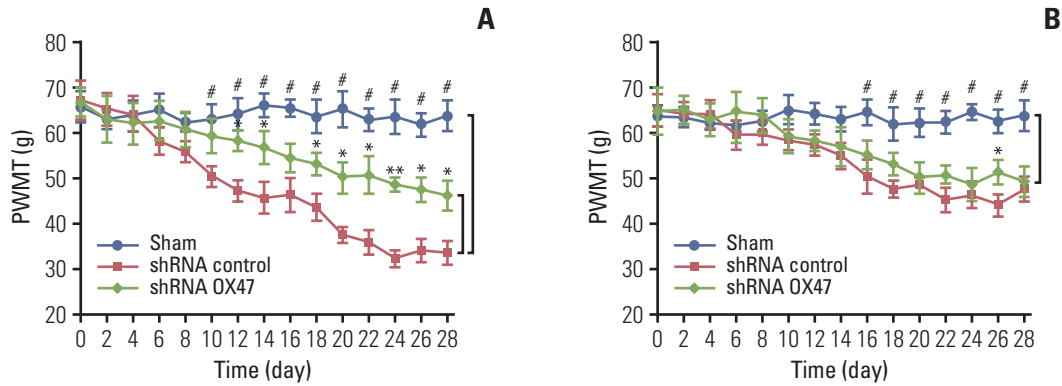 A
80
70
60
50
40
30
20
PWMT (g)
# # # # # # # # # #
* * * * * ** * *
Sham
shRNA control
shRNA OX47
0 2 4 6 8 10 12 14 16 18 20 22 24 26 28
Time (day)
B
80
70
60
50
40
30
20
PWMT (g)
# # # # # # #
*
Sham
shRNA control
shRNA OX47
0 2 4 6 8 10 12 14 16 18 20 22 24 26 28
Time (day)